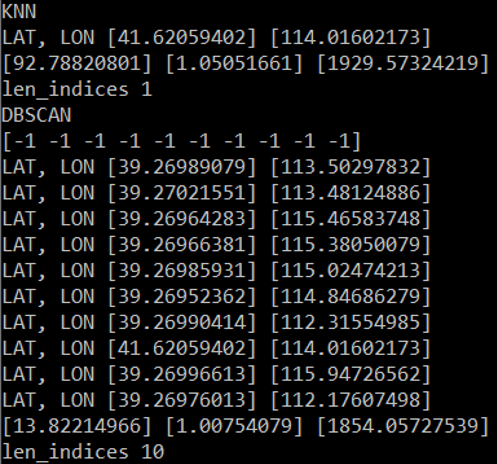 KNN
LAT, LON [41.62059402] [114.01602173]
[92.78820801] [1.05051661] [1929.57324219]
len_indices 1
DBSCAN
[-1 -1 -1 -1 -1 -1 -1 -1 -1 -1]
LAT, LON [39.26989079] [113.50297832]
LAT, LON [39.27021551] [113.48124886]
LAT, LON [39.26964283] [115.46583748]
LAT, LON [39.26966381] [115.38050079]
LAT, LON [39.26985931] [115.02474213]
LAT, LON [39.26952362] [114.84686279]
LAT, LON [39.26990414] [112.31554985]
LAT, LON [41.62059402] [114.01602173]
LAT, LON [39.26996613] [115.94726562]
LAT, LON [39.26976013] [112.17607498]
[13.82214966] [1.00754079] [1854.05727539]
len_indices 10